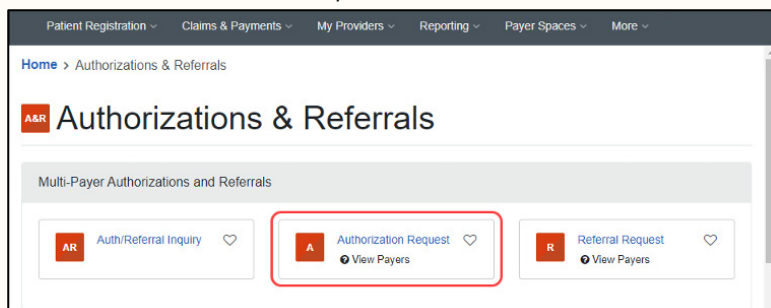 Patient Registration Claims & Payments My Providers Reporting Payer Spaces More
Home > Authorizations & Referrals
A&R Authorizations & Referrals
Multi-Payer Authorizations and Referrals
AR Auth/Referral Inquiry
A Authorization Request
View Payers
R Referral Request
View Payers